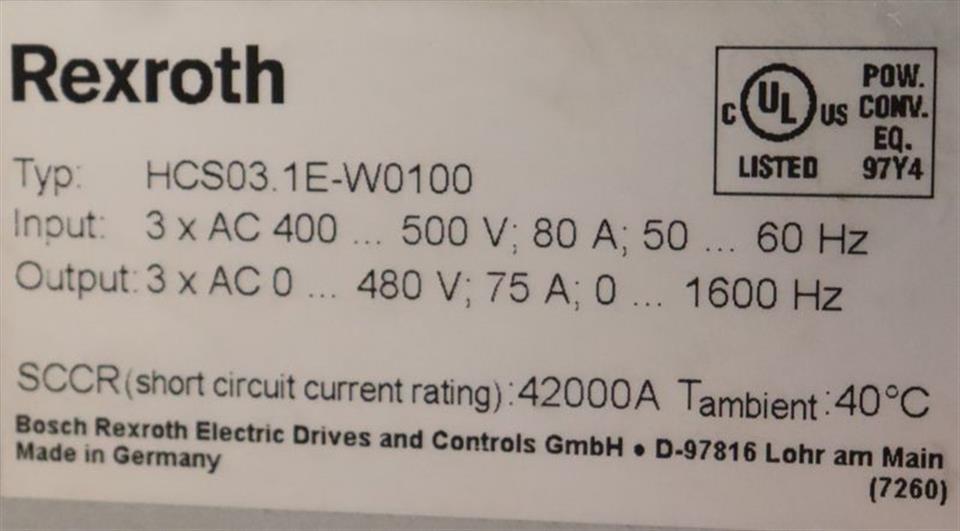 Rexroth
C UL US LISTED
POW.
CONV.
EQ.
97Y4
Typ: HCS03.1E-W0100
Input: 3 x AC 400 ... 500 V; 80 A; 50 ... 60 Hz
Output: 3 x AC 0 ... 480 V; 75 A; 0 ... 1600 Hz
SCCR(short circuit current rating):42000A Tambient:40°C
Bosch Rexroth Electric Drives and Controls GmbH • D-97816 Lohr am Main
Made in Germany
(7260)